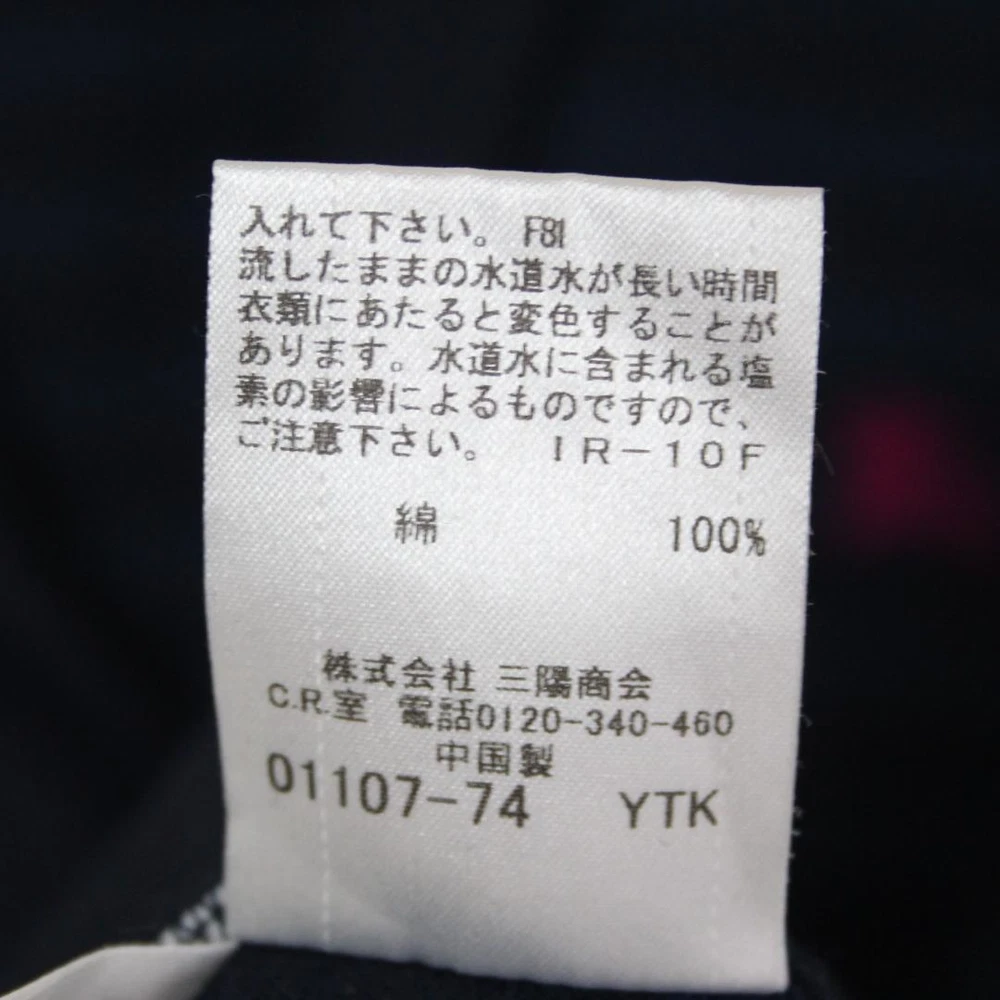 入れて下さい。 F81
流したままの水道水が長い時間
衣類にあたると変色することが
あります。水道水に含まれる塩
素の影響によるものですので、
ご注意下さい。 IR-10F
綿 100%
株式会社 三陽商会
C.R.室 電話0120-340-460
中国製
01107-74 YTK